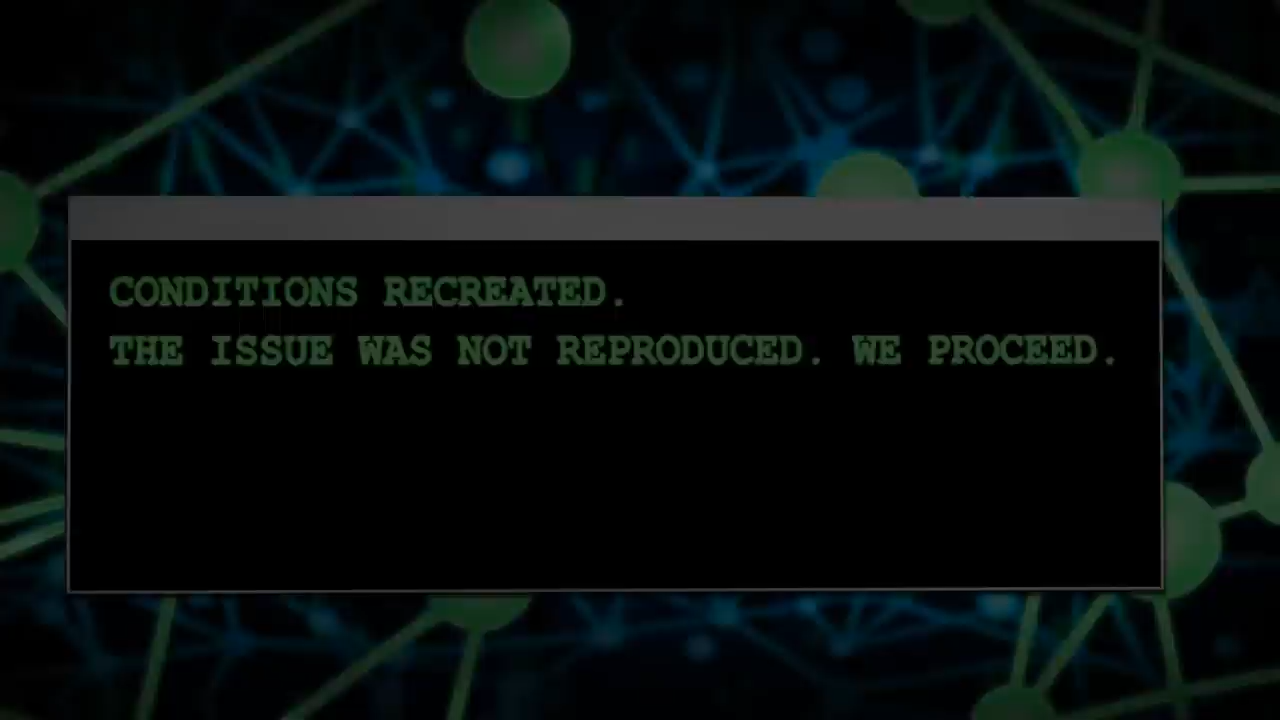 CONDITIONS RECREATED.
THE ISSUE WAS NOT REPRODUCED. WE PROCEED.